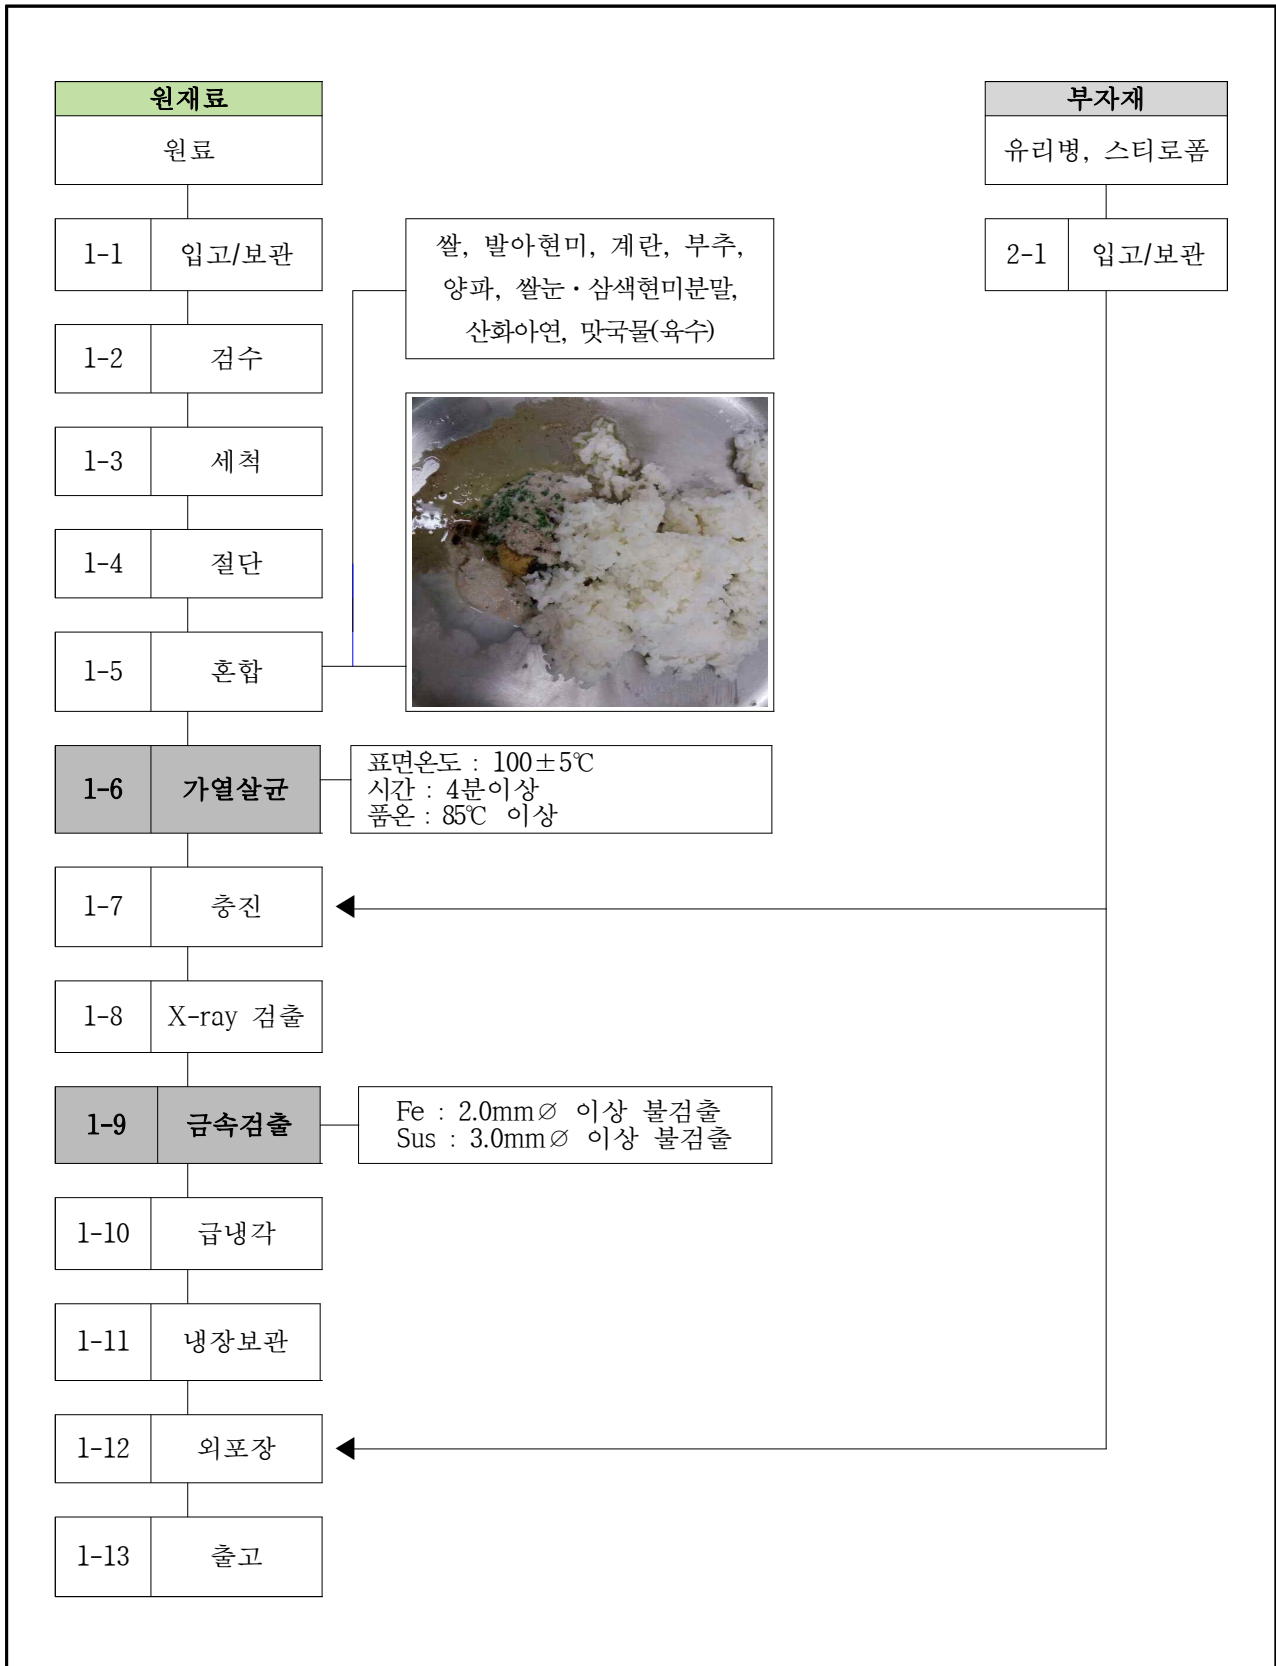 원재료
원료
부자재
유리병, 스티로폼
1-1 입고/보관
쌀, 발아현미, 계란, 부추,
양파, 쌀눈・삼색현미분말,
산화아연, 맛국물(육수)
2-1 입고/보관
1-2 검수
1-3 세척
1-4 절단
1-5 혼합
1-6 가열살균
표면온도 : 100±5℃
시간 : 4분이상
품온 : 85℃ 이상
1-7 충진
1-8 X-ray 검출
1-9 금속검출
Fe : 2.0mm∅ 이상 불검출
Sus : 3.0mm∅ 이상 불검출
1-10 급냉각
1-11 냉장보관
1-12 외포장
1-13 출고